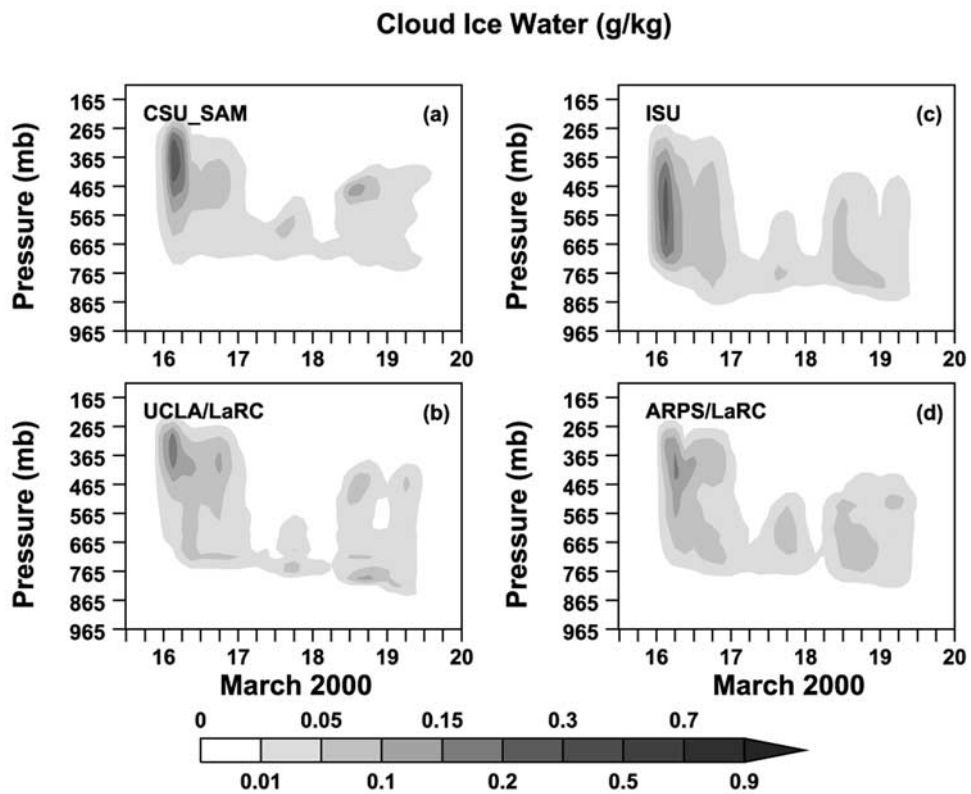 Cloud Ice Water (g/kg)
CSU_SAM (a)
Pressure (mb)
165
265
365
465
565
665
765
865
965
16 17 18 19 20
ISU (c)
Pressure (mb)
165
265
365
465
565
665
765
865
965
16 17 18 19 20
UCLA/LaRC (b)
Pressure (mb)
165
265
365
465
565
665
765
865
965
16 17 18 19 20
March 2000
ARPS/LaRC (d)
Pressure (mb)
165
265
365
465
565
665
765
865
965
16 17 18 19 20
March 2000
0 0.05 0.15 0.3 0.7
0.01 0.1 0.2 0.5 0.9